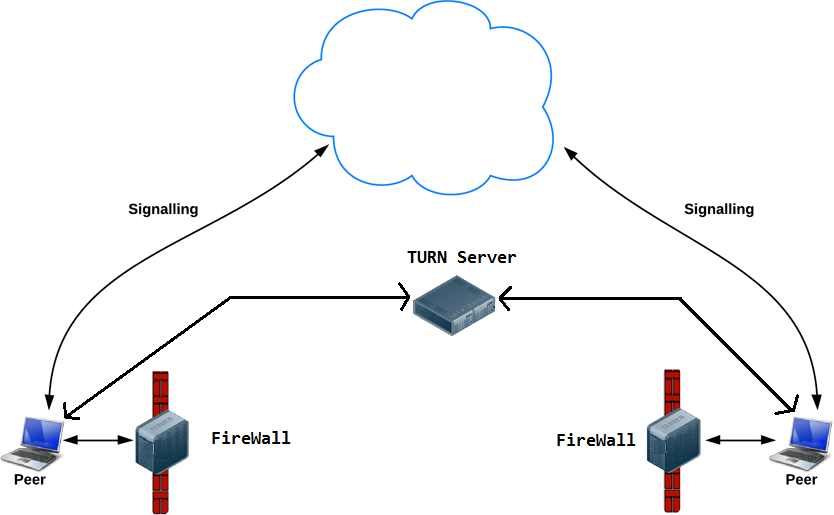 Signalling
Signalling
TURN Server
FireWall
FireWall
Peer
Peer